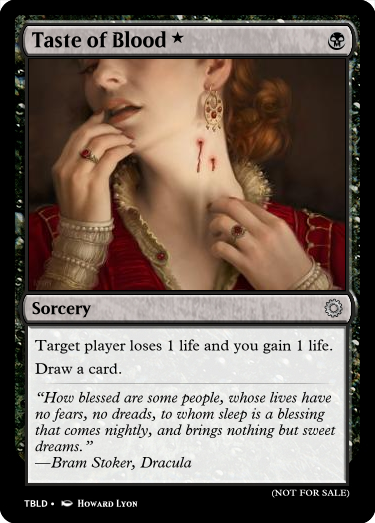 Taste of Blood ★
Sorcery
Target player loses 1 life and you gain 1 life.
Draw a card.
“How blessed are some people, whose lives have
no fears, no dreads, to whom sleep is a blessing
that comes nightly, and brings nothing but sweet
dreams.”
—Bram Stoker, Dracula
(NOT FOR SALE)
TBLD • Howard Lyon